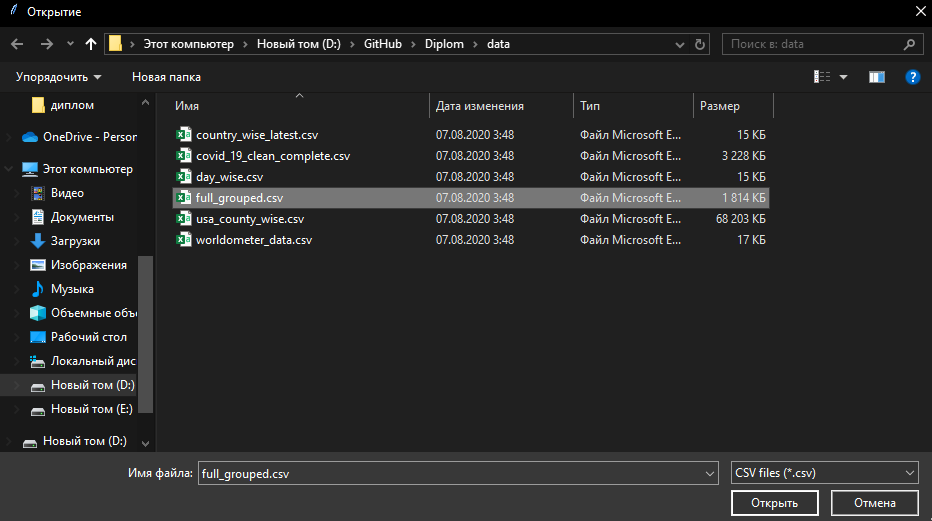 Открытие
Этот компьютер > Новый том (D:) > GitHub > Diplom > data
Поиск в: data
Упорядочить
Новая папка
диплом
OneDrive - Person
Этот компьютер
Видео
Документы
Загрузки
Изображения
Музыка
Объемные объ
Рабочий стол
Локальный дис
Новый том (D:)
Новый том (E:)
Новый том (D:)
Имя Дата изменения Тип Размер
country_wise_latest.csv 07.08.2020 3:48 Файл Microsoft E... 15 КБ
covid_19_clean_complete.csv 07.08.2020 3:48 Файл Microsoft E... 3 228 КБ
day_wise.csv 07.08.2020 3:48 Файл Microsoft E... 15 КБ
full_grouped.csv 07.08.2020 3:48 Файл Microsoft E... 1 814 КБ
usa_county_wise.csv 07.08.2020 3:48 Файл Microsoft E... 68 203 КБ
worldometer_data.csv 07.08.2020 3:48 Файл Microsoft E... 17 КБ
Имя файла: full_grouped.csv
CSV files (*.csv)
Открыть
Отмена